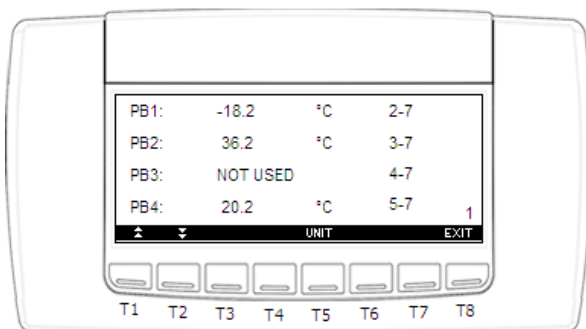 PB1: -18.2 °C 2-7
PB2: 36.2 °C 3-7
PB3: NOT USED 4-7
PB4: 20.2 °C 5-7
1
UNIT EXIT
T1 T2 T3 T4 T5 T6 T7 T8